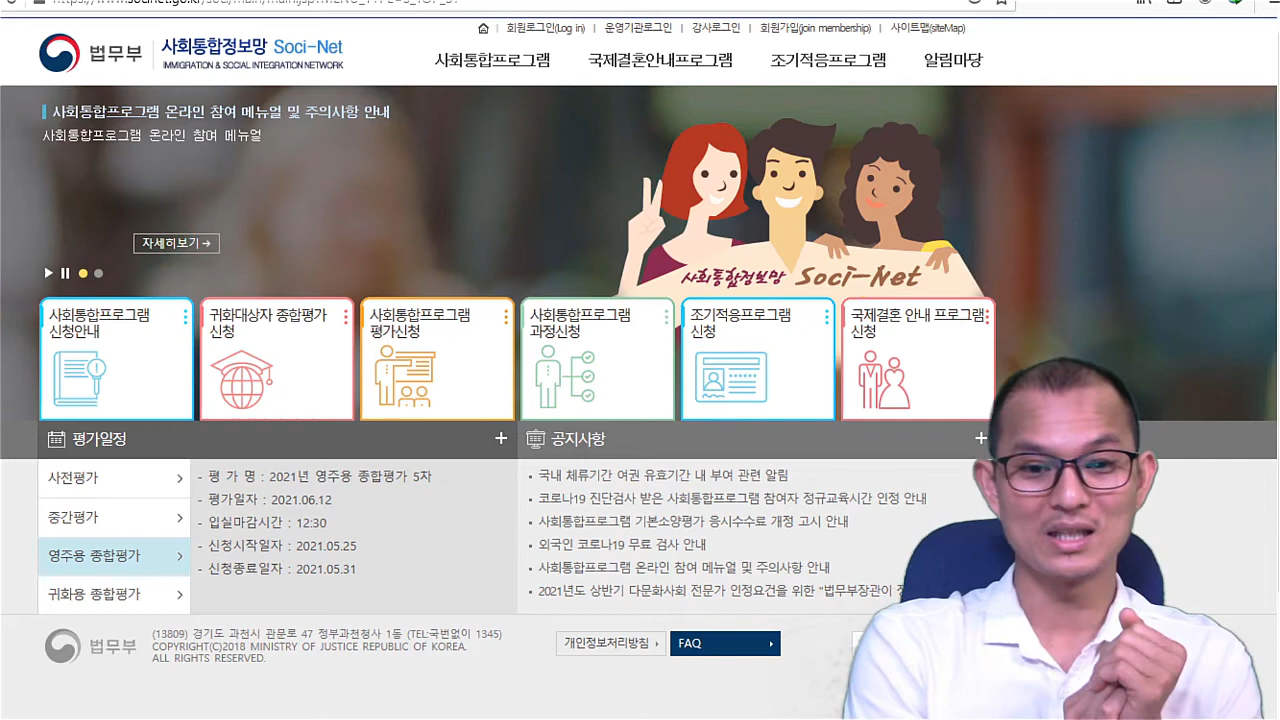 회원로그인(Log in) | 운영기관로그인 | 강사로그인 | 회원가입(join membership) | 사이트맵(siteMap)
법무부
사회통합정보망 Soci-Net
IMMIGRATION & SOCIAL INTEGRATION NETWORK
사회통합프로그램 국제결혼안내프로그램 조기적응프로그램 알림마당
사회통합프로그램 온라인 참여 메뉴얼 및 주의사항 안내
사회통합프로그램 온라인 참여 메뉴얼
자세히보기 →
사회통합정보망 Soci-Net
사회통합프로그램
신청안내
귀화대상자 종합평가
신청
사회통합프로그램
평가신청
사회통합프로그램
과정신청
조기적응프로그램
신청
국제결혼 안내 프로그램
신청
평가일정 +
사전평가
중간평가
영주용 종합평가
귀화용 종합평가
- 평 가 명 : 2021년 영주용 종합평가 5차
- 평가일자 : 2021.06.12
- 입실마감시간 : 12:30
- 신청시작일자 : 2021.05.25
- 신청종료일자 : 2021.05.31
공지사항 +
국내 체류기간 여권 유효기간 내 부여 관련 알림
코로나19 진단검사 받은 사회통합프로그램 참여자 정규교육시간 인정 안내
사회통합프로그램 기본소양평가 응시수수료 개정 고시 안내
외국인 코로나19 무료 검사 안내
사회통합프로그램 온라인 참여 메뉴얼 및 주의사항 안내
2021년도 상반기 다문화사회 전문가 인정요건을 위한 "법무부장관이
법무부
(13809) 경기도 과천시 관문로 47 정부과천청사 1동 (TEL:국번없이 1345)
COPYRIGHT(C)2018 MINISTRY OF JUSTICE REPUBLIC OF KOREA.
ALL RIGHTS RESERVED.
개인정보처리방침
FAQ